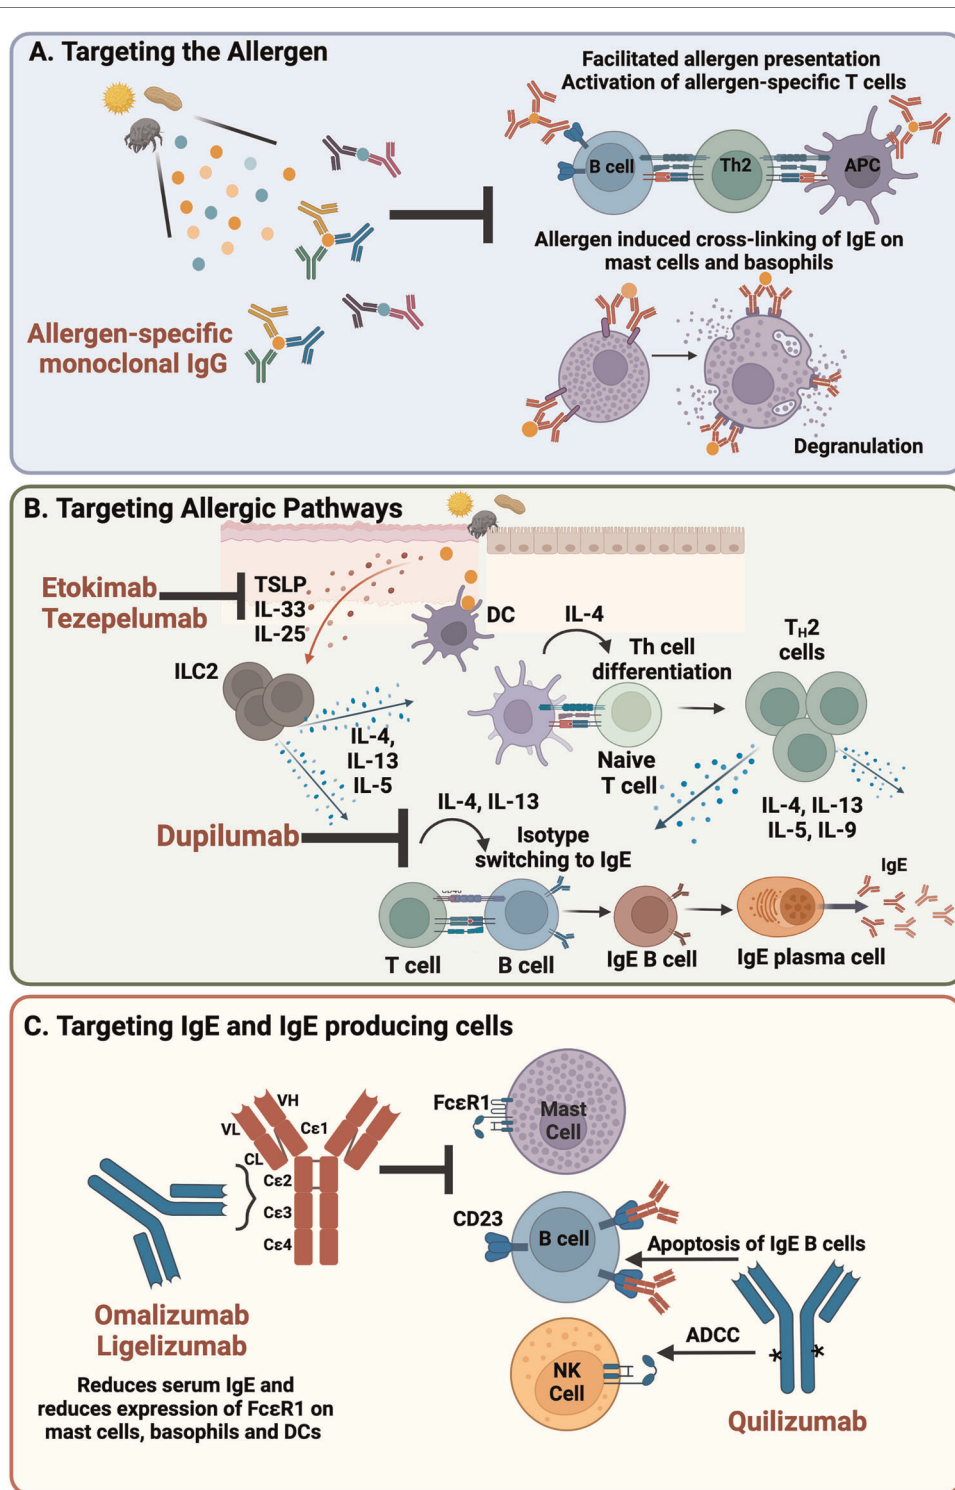 A. Targeting the Allergen
Facilitated allergen presentation
Activation of allergen-specific T cells
B cell
Th2
APC
Allergen induced cross-linking of IgE on
mast cells and basophils
Allergen-specific
monoclonal IgG
Degranulation
B. Targeting Allergic Pathways
Etokimab
Tezepelumab
TSLP
IL-33
IL-25
DC
IL-4
Th cell
differentiation
TH2
cells
ILC2
IL-4,
IL-13
IL-5
Naive
T cell
IL-4, IL-13
IL-5, IL-9
Dupilumab
IL-4, IL-13
Isotype
switching to IgE
IgE
T cell
B cell
IgE B cell
IgE plasma cell
C. Targeting IgE and IgE producing cells
VH
VL
Cε1
CL
Cε2
Cε3
Cε4
FcεR1
Mast
Cell
CD23
B cell
Apoptosis of IgE B cells
Omalizumab
Ligelizumab
ADCC
NK
Cell
Reduces serum IgE and
reduces expression of FcεR1 on
mast cells, basophils and DCs
Quilizumab